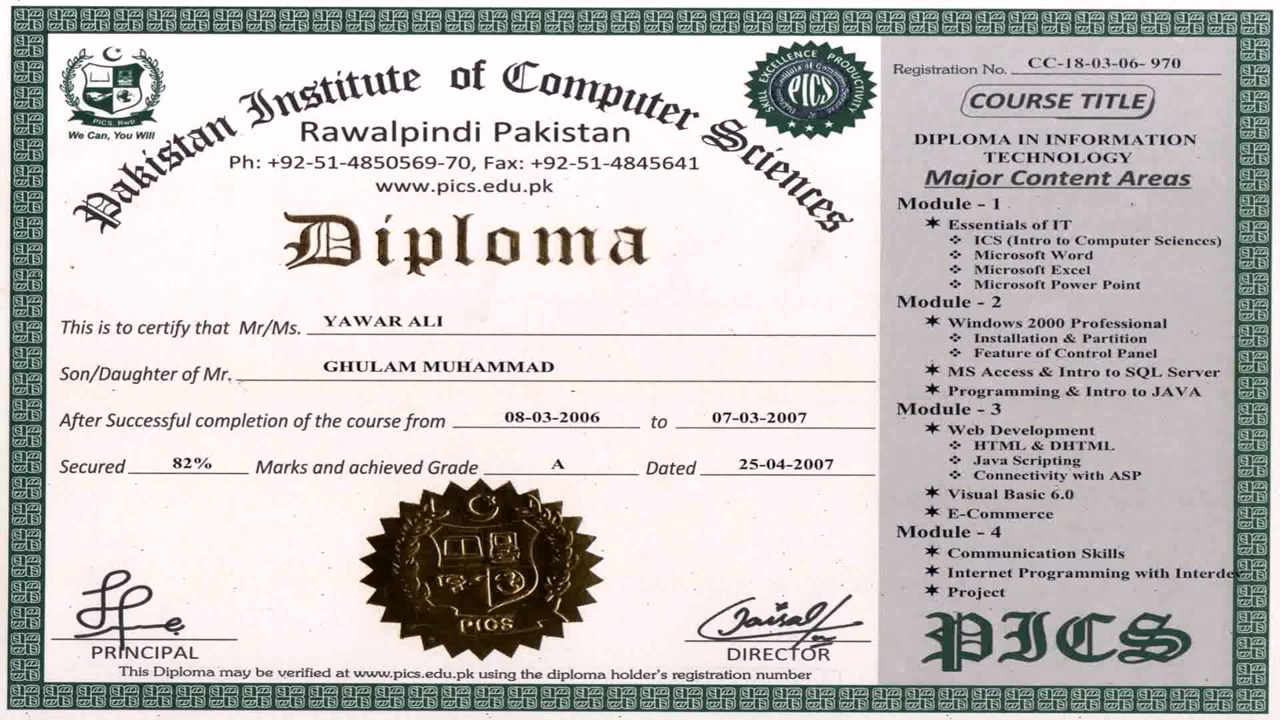 PICS, Rwp
We Can, You Will
Pakistan Institute of Computer Sciences
SKILL EXCELLENCE PRODUCTIVITY
PICS
Rawalpindi Pakistan
Ph: +92-51-4850569-70, Fax: +92-51-4845641
www.pics.edu.pk
Diploma
This is to certify that Mr/Ms. YAWAR ALI
Son/Daughter of Mr. GHULAM MUHAMMAD
After Successful completion of the course from 08-03-2006 to 07-03-2007
Secured 82% Marks and achieved Grade A Dated 25-04-2007
PICS
PRINCIPAL
DIRECTOR
This Diploma may be verified at www.pics.edu.pk using the diploma holder's registration number
Registration No. CC-18-03-06- 970
COURSE TITLE
DIPLOMA IN INFORMATION
TECHNOLOGY
Major Content Areas
Module - 1
Essentials of IT
ICS (Intro to Computer Sciences)
Microsoft Word
Microsoft Excel
Microsoft Power Point
Module - 2
Windows 2000 Professional
Installation & Partition
Feature of Control Panel
MS Access & Intro to SQL Server
Programming & Intro to JAVA
Module - 3
Web Development
HTML & DHTML
Java Scripting
Connectivity with ASP
Visual Basic 6.0
E-Commerce
Module - 4
Communication Skills
Internet Programming with Interde
Project
PICS